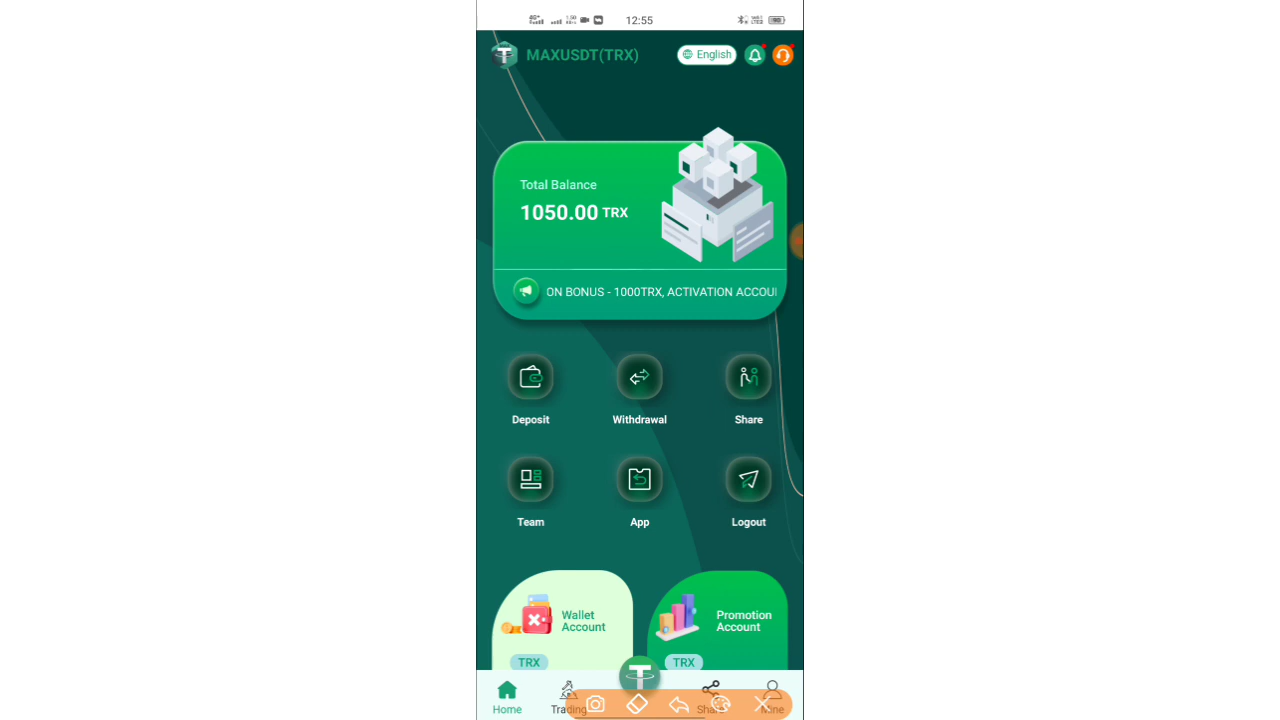 12:55
MAXUSDT(TRX)
English
Total Balance
1050.00 TRX
ON BONUS - 1000TRX, ACTIVATION ACCOU
Deposit
Withdrawal
Share
Team
App
Logout
Wallet
Account
TRX
Promotion
Account
TRX
Home
Trading
Share
Mine